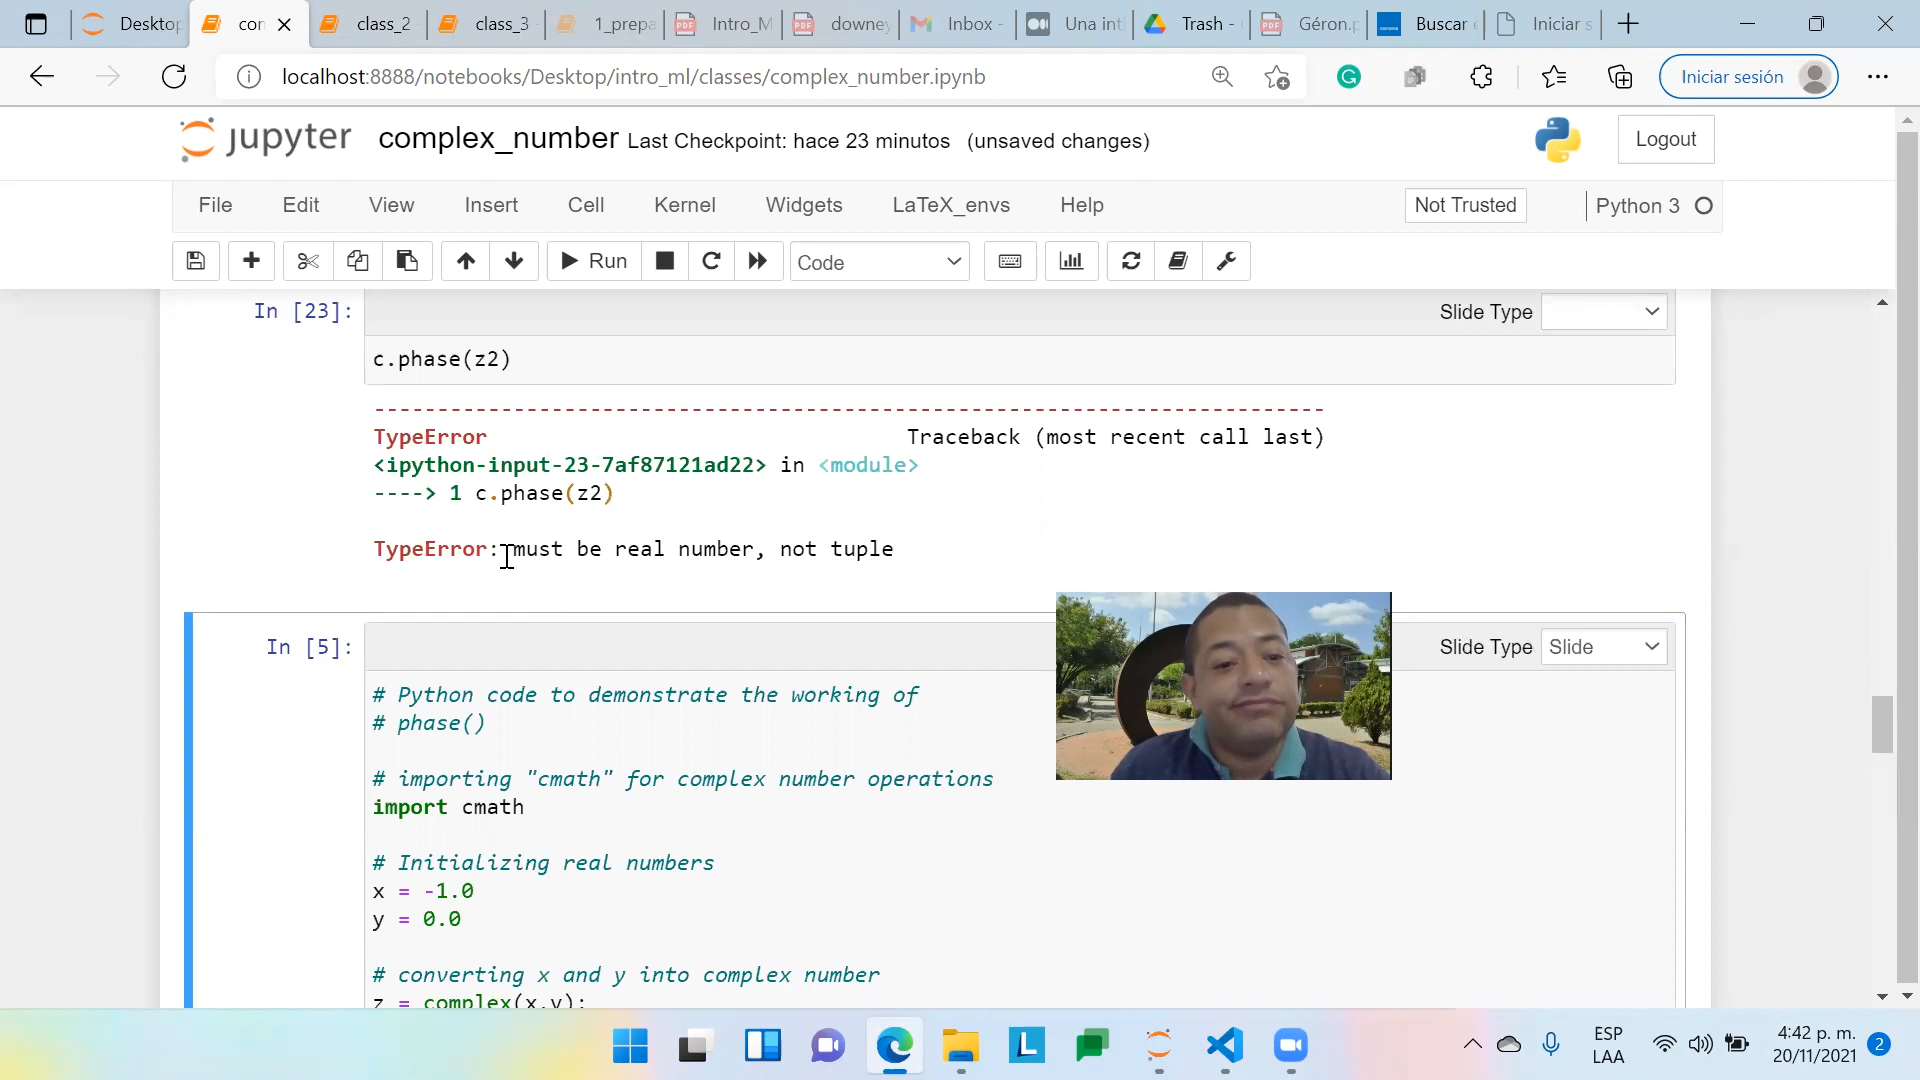 Desktop
con
class_2
class_3
1_prepa
Intro_M
downey
Inbox -
Una int
Trash -
Géron.p
Buscar
Iniciar s
localhost:8888/notebooks/Desktop/intro_ml/classes/complex_number.ipynb
Iniciar sesión
jupyter complex_number Last Checkpoint: hace 23 minutos (unsaved changes)
Logout
File Edit View Insert Cell Kernel Widgets LaTeX_envs Help
Not Trusted
Python 3
Run
Code
In [23]:
Slide Type
c.phase(z2)
---------------------------------------------------------------------------
TypeError Traceback (most recent call last)
<ipython-input-23-7af87121ad22> in <module>
----> 1 c.phase(z2)
TypeError: must be real number, not tuple
In [5]:
Slide Type Slide
# Python code to demonstrate the working of
# phase()
# importing "cmath" for complex number operations
import cmath
# Initializing real numbers
x = -1.0
y = 0.0
# converting x and y into complex number
z = complex(x,y);
L
ESP
LAA
4:42 p. m.
20/11/2021
2